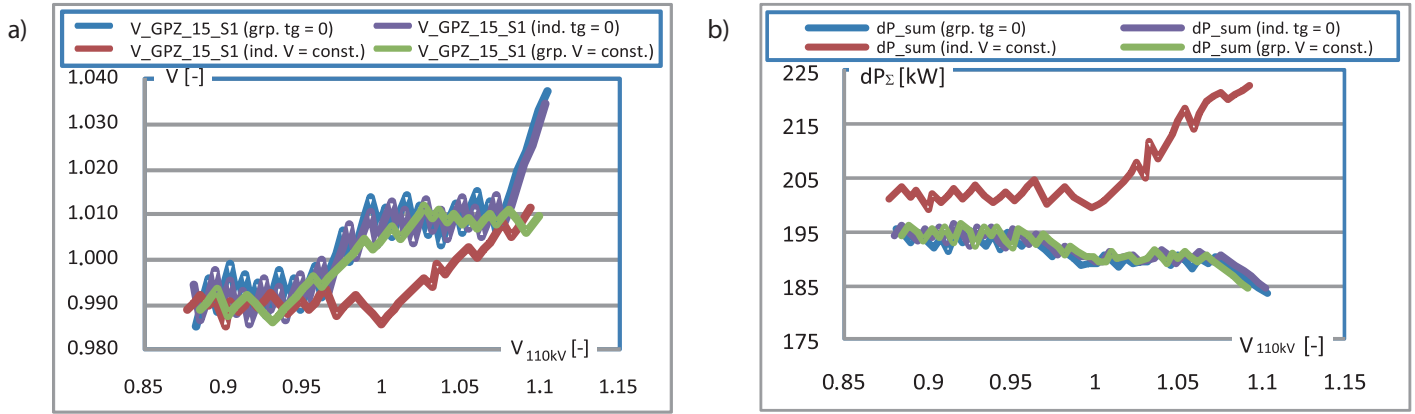 a)
V_GPZ_15_S1 (grp. tg = 0) V_GPZ_15_S1 (ind. tg = 0)
V_GPZ_15_S1 (ind. V = const.) V_GPZ_15_S1 (grp. V = const.)
V [-]
1.040
1.030
1.020
1.010
1.000
0.990
0.980
V110kV [-]
0.85 0.9 0.95 1 1.05 1.10 1.15
b)
dP_sum (grp. tg = 0) dP_sum (ind. tg = 0)
dP_sum (ind. V = const.) dP_sum (grp. V = const.)
dPΣ [kW]
225
215
205
195
185
175
V110kV [-]
0.85 0.9 0.95 1 1.05 1.1 1.15